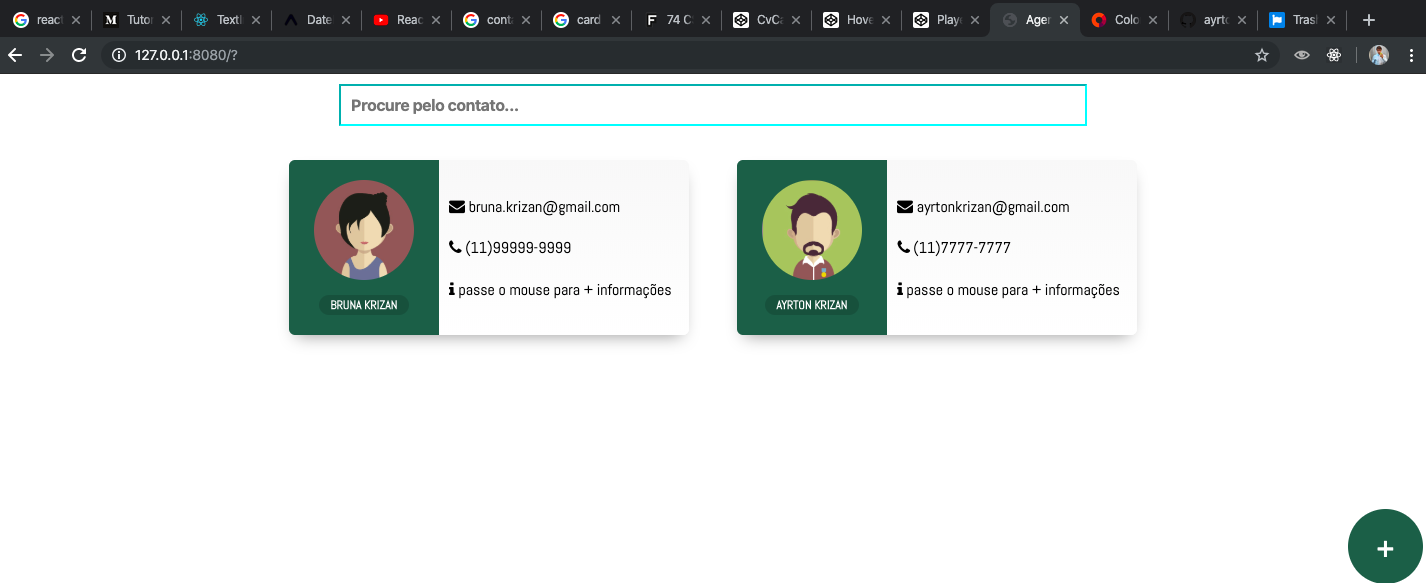 react
Tutor
TextI
Date
Reac
conta
card
74 C
CvCa
Hove
Playg
Agen
Colo
ayrto
Trasl
127.0.0.1:8080/?
Procure pelo contato...
bruna.krizan@gmail.com
(11)99999-9999
passe o mouse para + informações
BRUNA KRIZAN
ayrtonkrizan@gmail.com
(11)7777-7777
passe o mouse para + informações
AYRTON KRIZAN
+